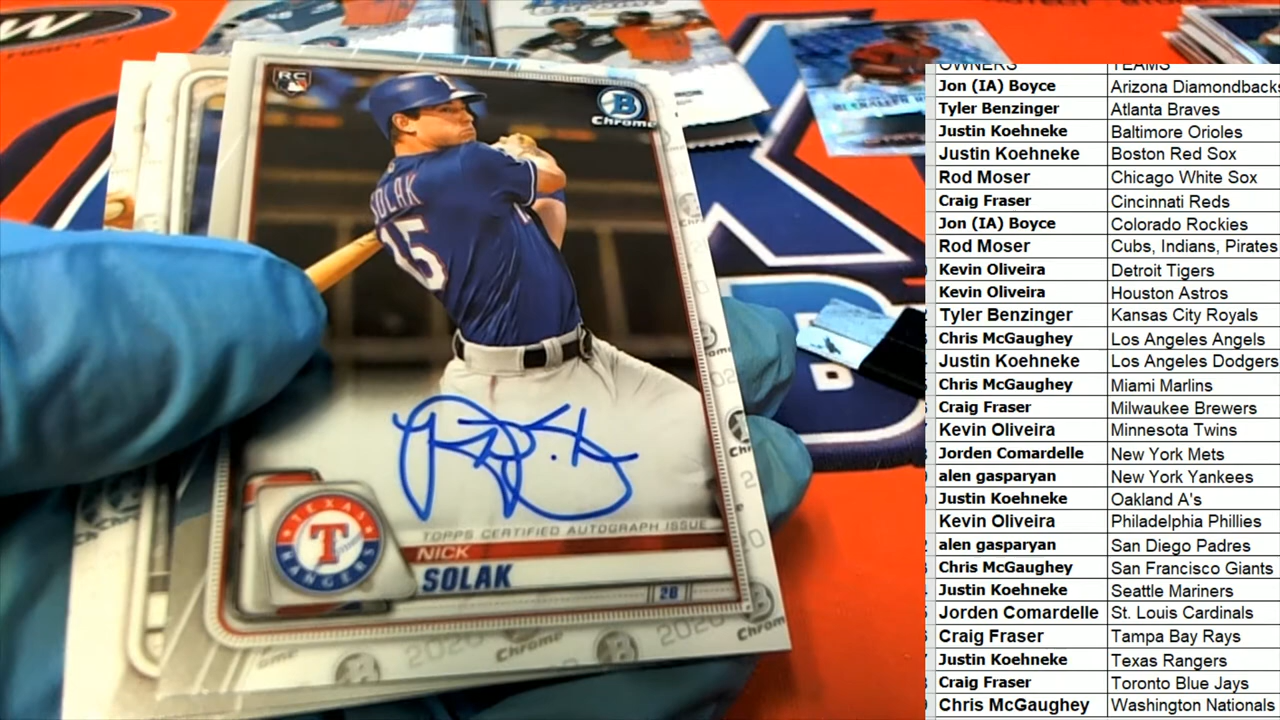 RC
B
Chrome
SOLAK
15
TOPPS CERTIFIED AUTOGRAPH ISSUE
NICK
SOLAK
20
TEXAS
T
RANGERS
2020
Chrome
OWNERS TEAMS
Jon (IA) Boyce Arizona Diamondbacks
Tyler Benzinger Atlanta Braves
Justin Koehneke Baltimore Orioles
Justin Koehneke Boston Red Sox
Rod Moser Chicago White Sox
Craig Fraser Cincinnati Reds
Jon (IA) Boyce Colorado Rockies
Rod Moser Cubs, Indians, Pirates
Kevin Oliveira Detroit Tigers
Kevin Oliveira Houston Astros
Tyler Benzinger Kansas City Royals
Chris McGaughey Los Angeles Angels
Justin Koehneke Los Angeles Dodgers
Chris McGaughey Miami Marlins
Craig Fraser Milwaukee Brewers
Kevin Oliveira Minnesota Twins
Jorden Comardelle New York Mets
alen gasparyan New York Yankees
Justin Koehneke Oakland A's
Kevin Oliveira Philadelphia Phillies
alen gasparyan San Diego Padres
Chris McGaughey San Francisco Giants
Justin Koehneke Seattle Mariners
Jorden Comardelle St. Louis Cardinals
Craig Fraser Tampa Bay Rays
Justin Koehneke Texas Rangers
Craig Fraser Toronto Blue Jays
Chris McGaughey Washington Nationals